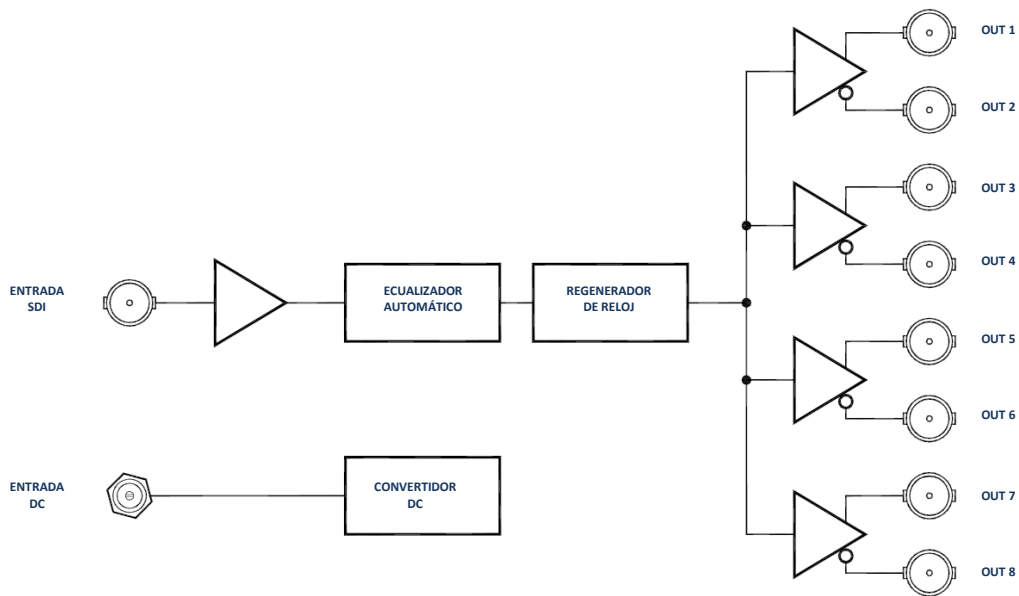 OUT 1
OUT 2
OUT 3
OUT 4
ENTRADA
SDI
ECUALIZADOR
AUTOMÁTICO
REGENERADOR
DE RELOJ
OUT 5
OUT 6
ENTRADA
DC
CONVERTIDOR
DC
OUT 7
OUT 8